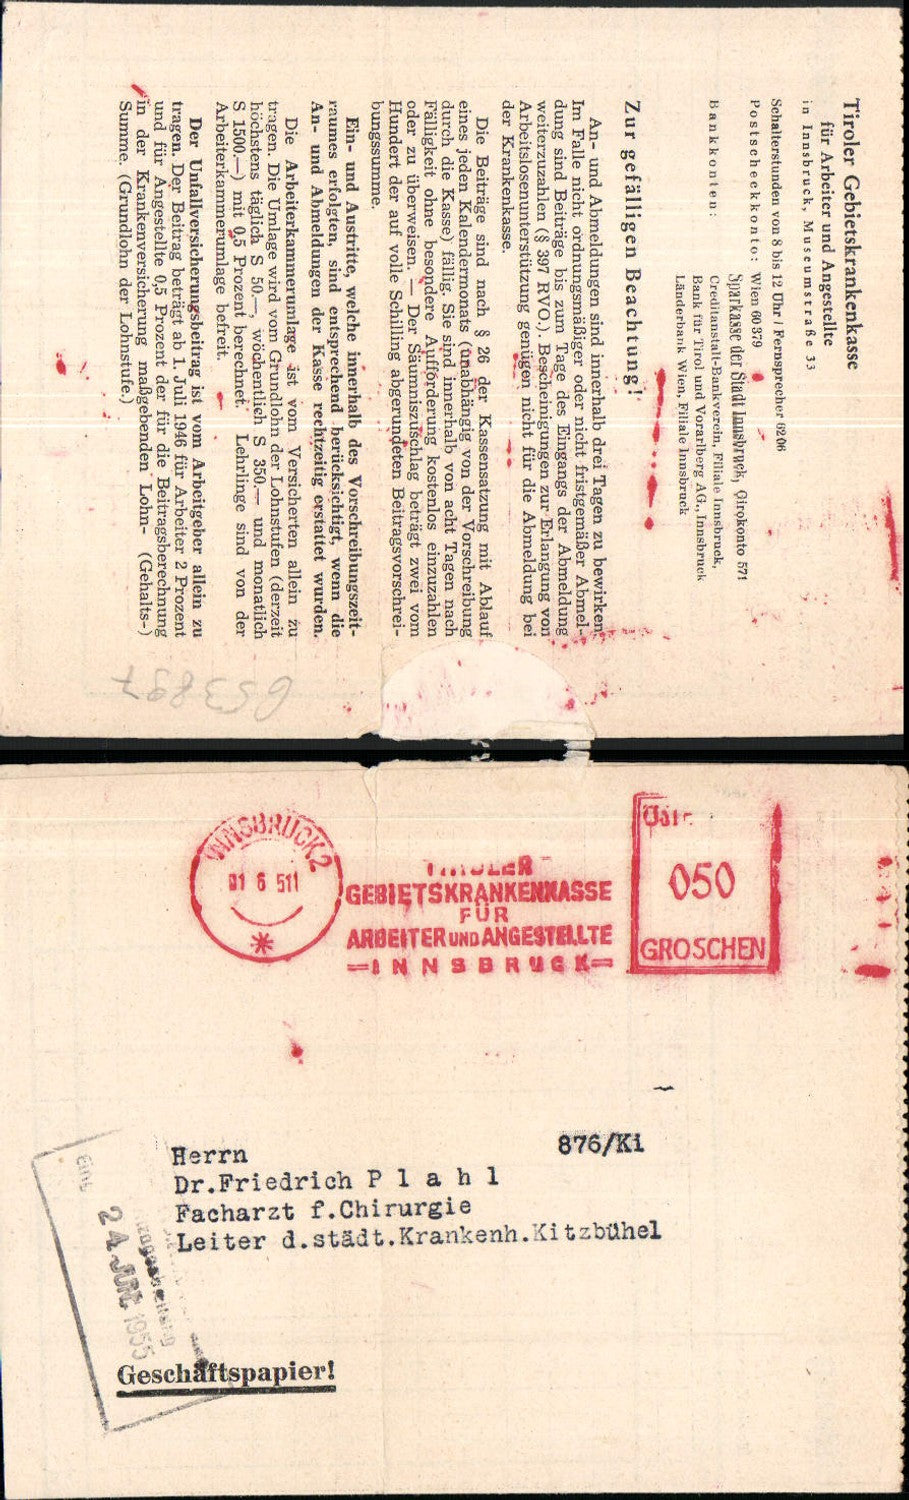 Tiroler Gebietskrankenkasse
für Arbeiter und Angestellte
in Innsbruck, Museumstraße 33
Schalterstunden von 8 bis 12 Uhr / Fernsprecher 6206
Postscheckkonto: Wien 60 379
Bankkonten:
Sparkasse der Stadt Innsbruck, Girokonto 571
Creditanstalt-Bankverein, Filiale Innsbruck,
Bank für Tirol und Vorarlberg AG., Innsbruck
Länderbank Wien, Filiale Innsbruck
Zur gefälligen Beachtung!
An- und Abmeldungen sind innerhalb drei Tagen zu bewirken.
Im Falle nicht ordnungsmäßiger oder nicht fristgemäßer Abmel-
dung sind Beiträge bis zum Tage des Eingangs der Abmeldung
weiterzuzahlen (§ 397 RVO.). Bescheinigungen zur Erlangung von
Arbeitslosenunterstützung genügen nicht für die Abmeldung bei
der Krankenkasse.
Die Beiträge sind nach § 26 der Kassensatzung mit Ablauf
eines jeden Kalendermonats (unabhängig von der Vorschreibung
durch die Kasse) fällig. Sie sind innerhalb von acht Tagen nach
Fälligkeit ohne besondere Aufforderung kostenlos einzuzahlen
oder zu überweisen. — Der Säumniszuschlag beträgt zwei vom
Hundert der auf volle Schilling abgerundeten Beitragsvorschrei-
bungssumme.
Ein- und Austritte, welche innerhalb des Vorschreibungszeit-
raumes erfolgten, sind entsprechend berücksichtigt, wenn die
An- und Abmeldungen der Kasse rechtzeitig erstattet wurden.
Die Arbeiterkammerumlage ist vom Versicherten allein zu
tragen. Die Umlage wird vom Grundlohn der Lohnstufen (derzeit
höchstens täglich S 50.—, wöchentlich S 350.— und monatlich
S 1500.—) mit 0,5 Prozent berechnet. Lehrlinge sind von der
Arbeiterkammerumlage befreit.
Der Unfallversicherungsbeitrag ist vom Arbeitgeber allein zu
tragen. Der Beitrag beträgt ab 1. Juli 1946 für Arbeiter 2 Prozent
und für Angestellte 0,5 Prozent der für die Beitragsberechnung
in der Krankenversicherung maßgebenden Lohn- (Gehalts-)
Summe. (Grundlohn der Lohnstufe.)
653897
INNSBRUCK 2
01 6 511
TIROLER
GEBIETSKRANKENKASSE
FÜR
ARBEITER UND ANGESTELLTE
=INNSBRUCK=
050
GROSCHEN
876/Ki
Herrn
Dr.Friedrich P l a h l
Facharzt f.Chirurgie
Leiter d.städt.Krankenh.Kitzbühel
24. JUNI 1955
Geschäftspapier!